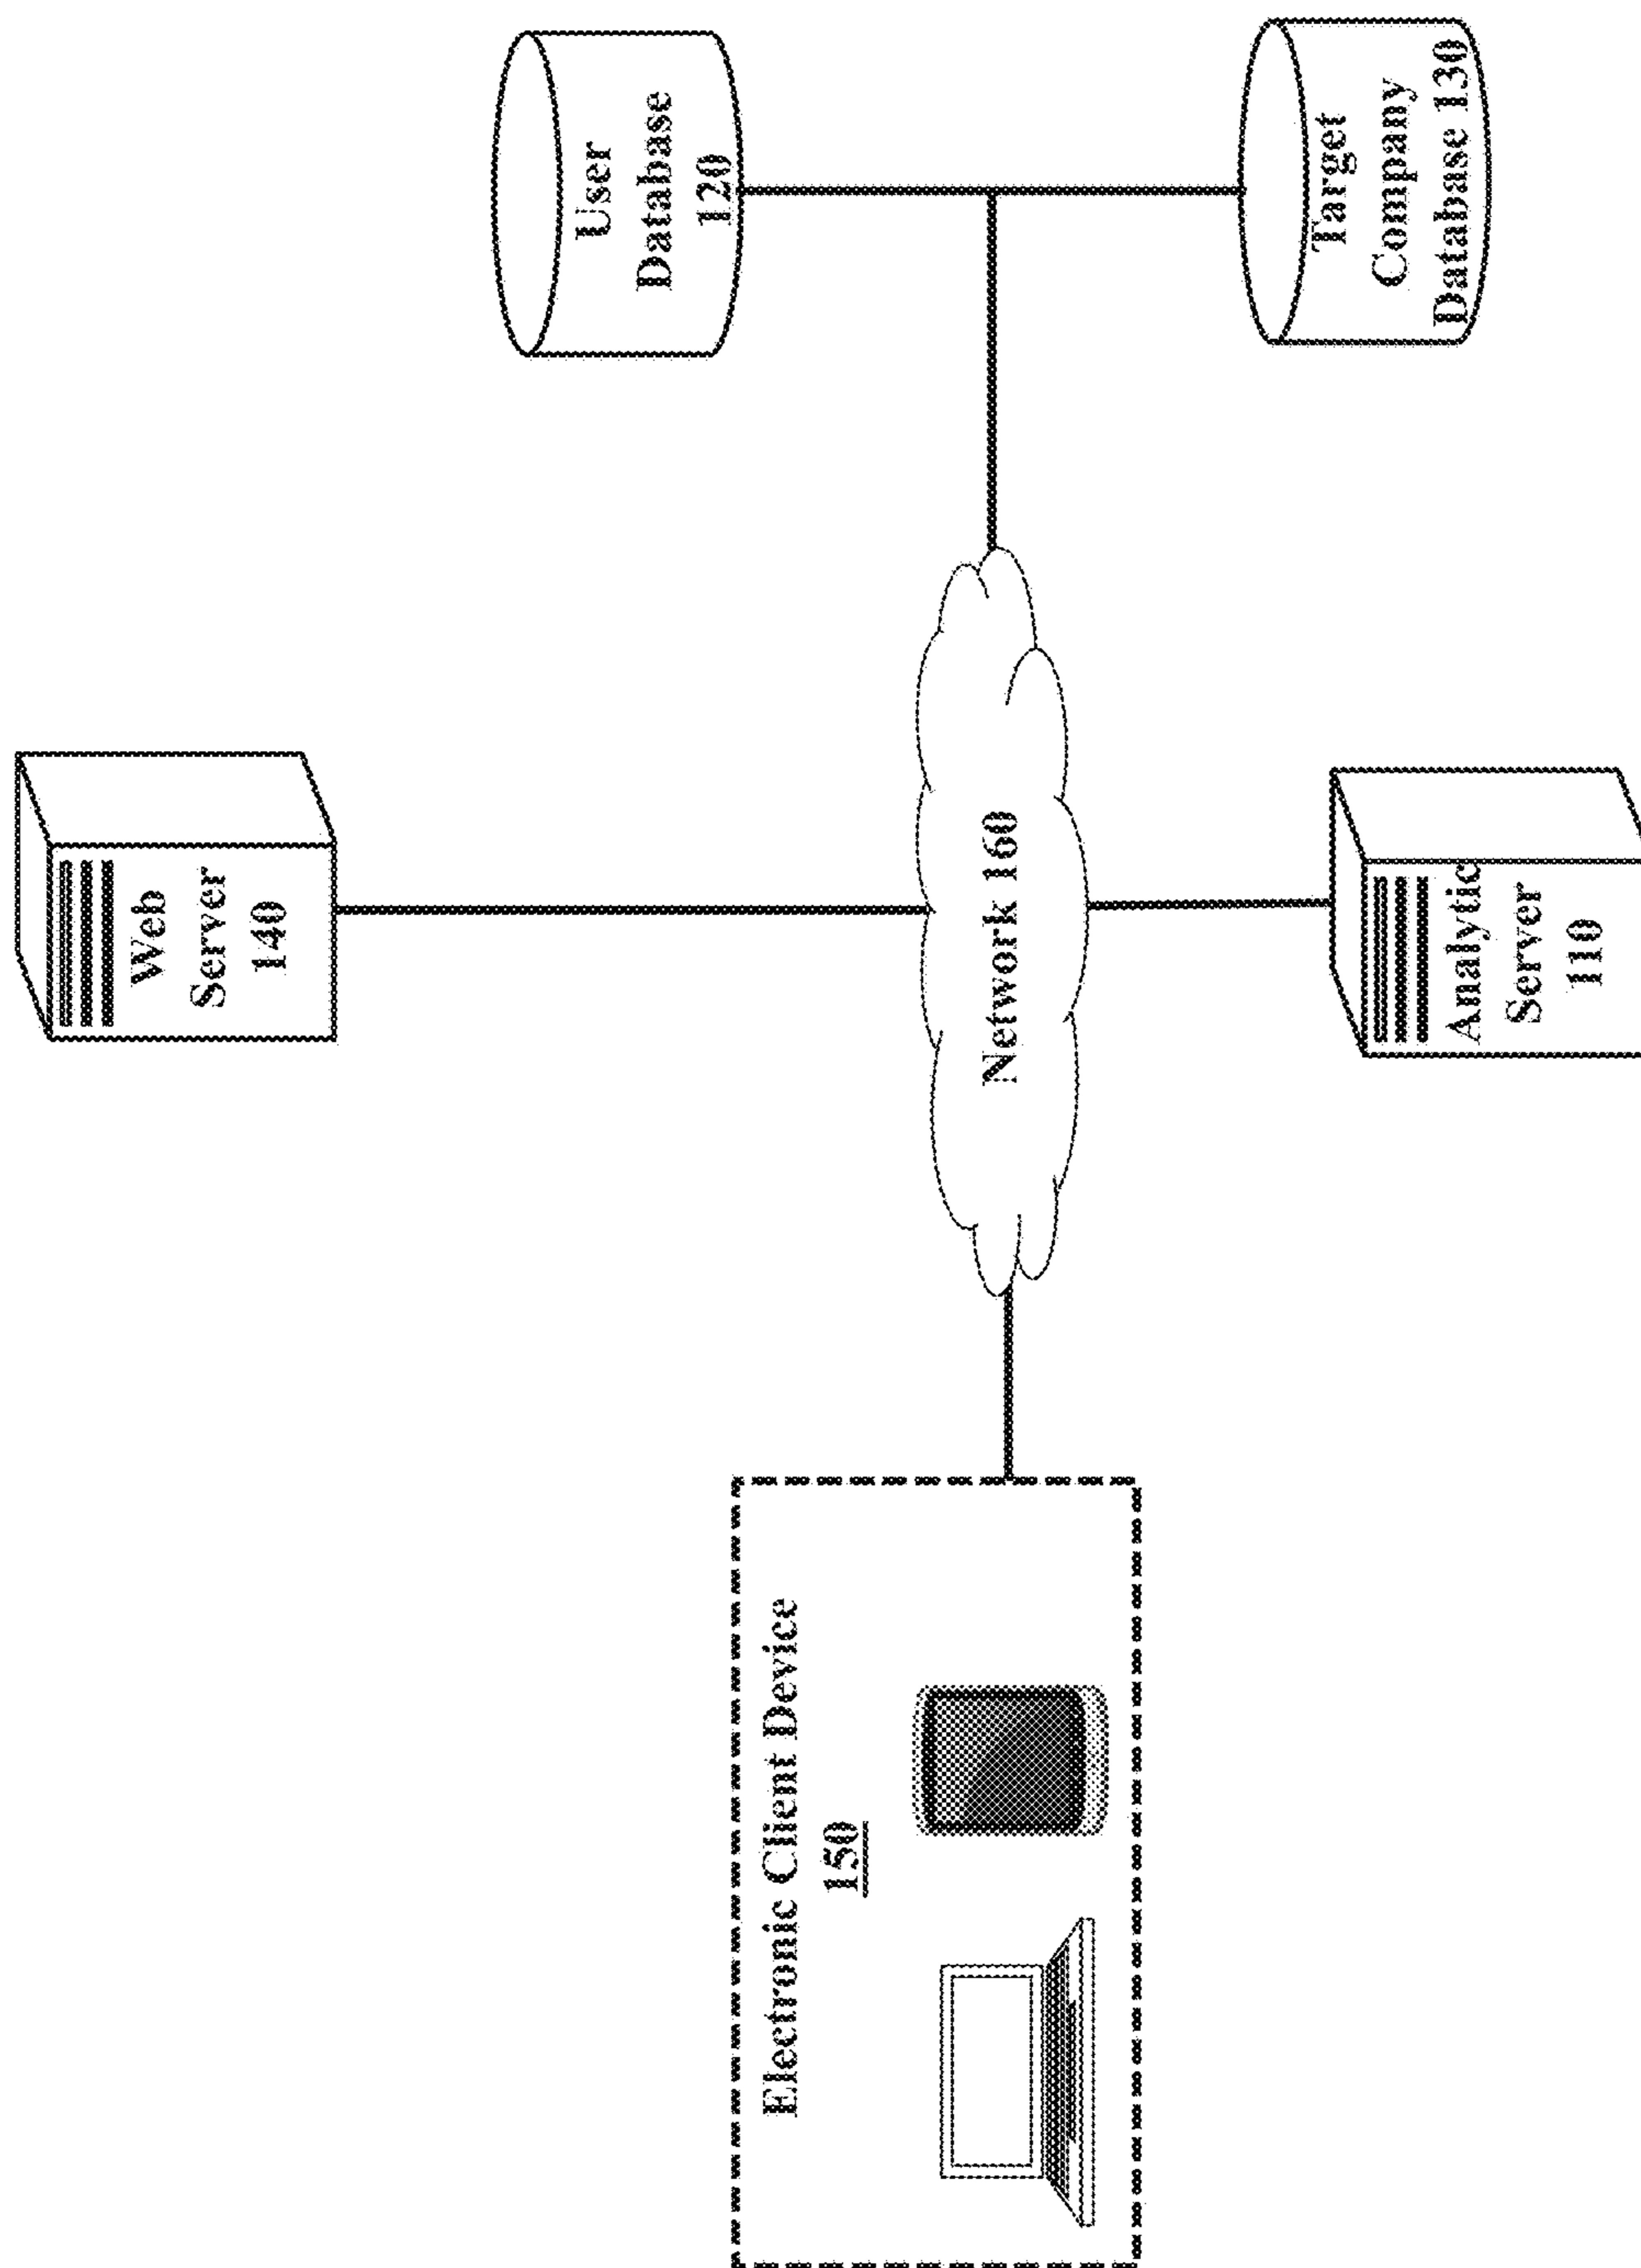 Web
Server
140
User
Database
120
Electronic Client Device
150
Network 160
Analytic
Server
110
Target
Company
Database 130